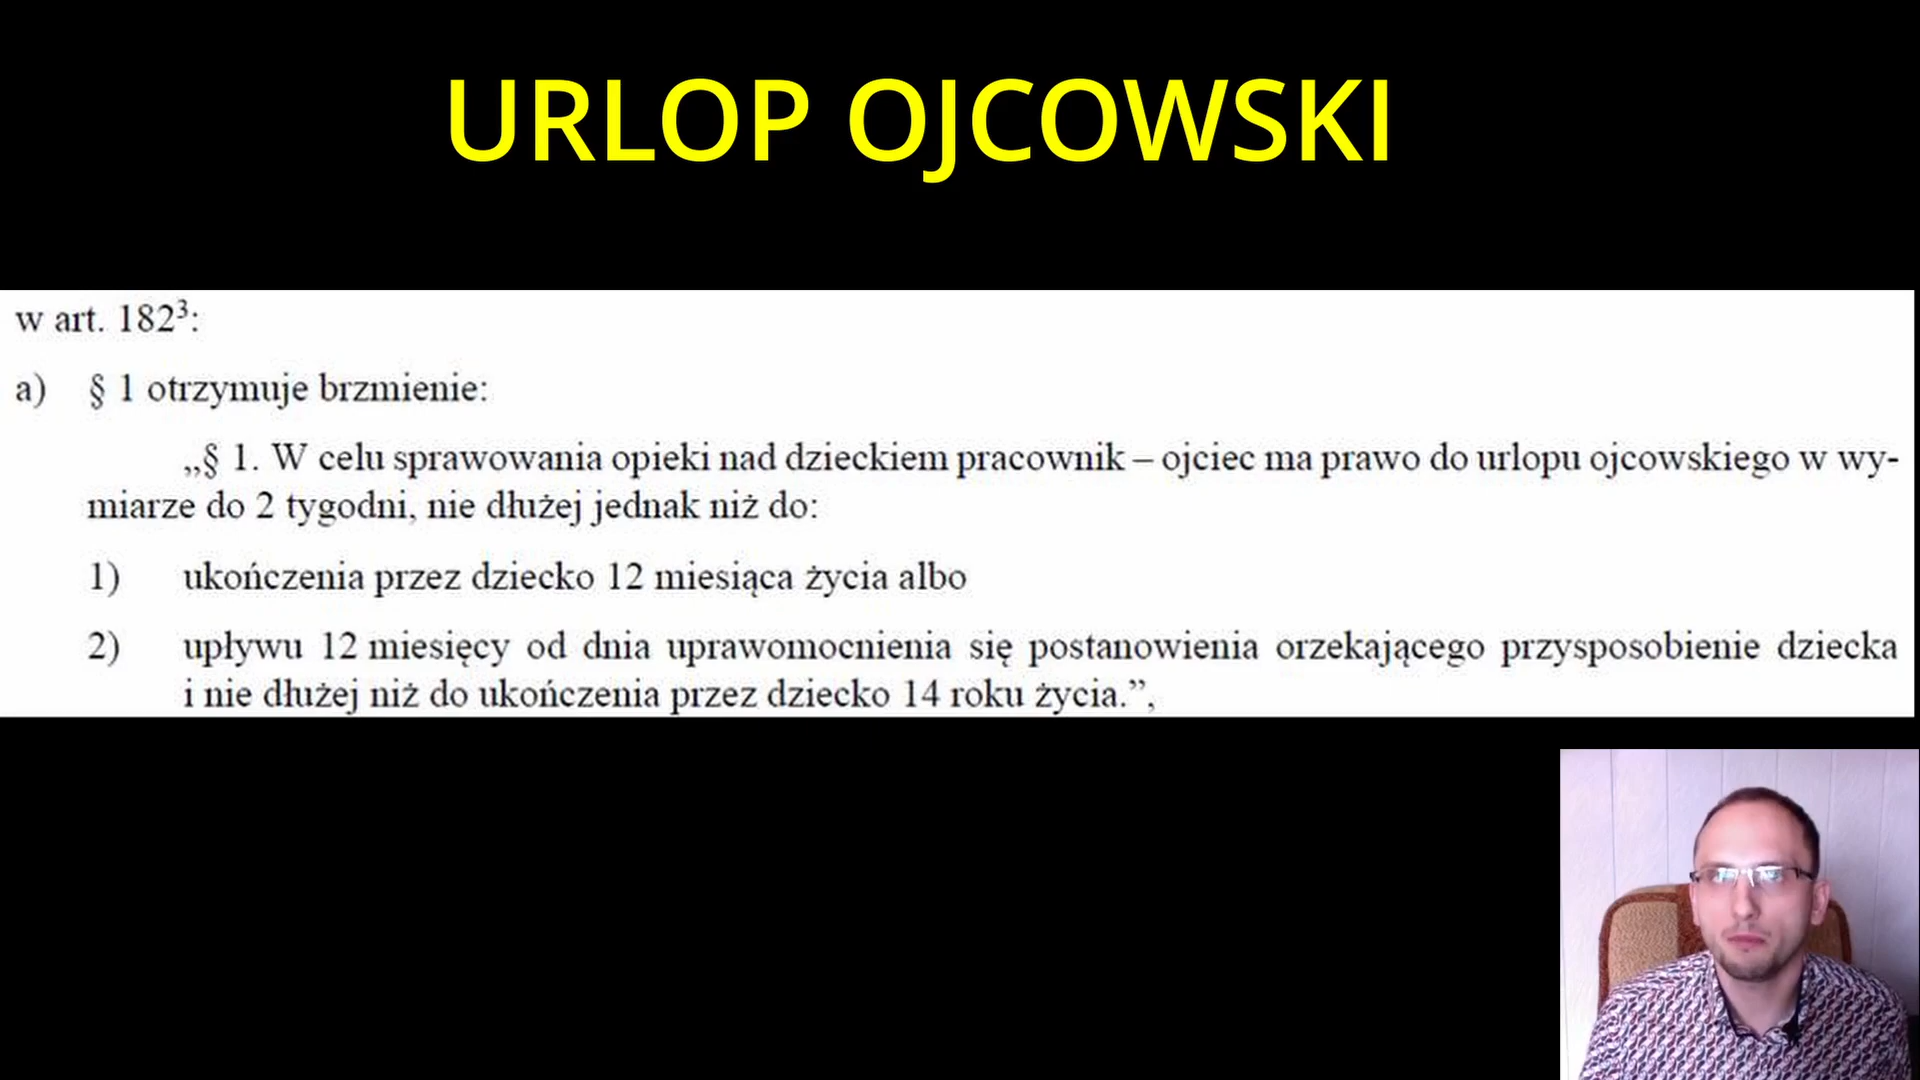 URLOP OJCOWSKI
w art. 182³:
a) § 1 otrzymuje brzmienie:
„§ 1. W celu sprawowania opieki nad dzieckiem pracownik – ojciec ma prawo do urlopu ojcowskiego w wy-
miarze do 2 tygodni, nie dłużej jednak niż do:
1) ukończenia przez dziecko 12 miesiąca życia albo
2) upływu 12 miesięcy od dnia uprawomocnienia się postanowienia orzekającego przysposobienie dziecka
i nie dłużej niż do ukończenia przez dziecko 14 roku życia.”,